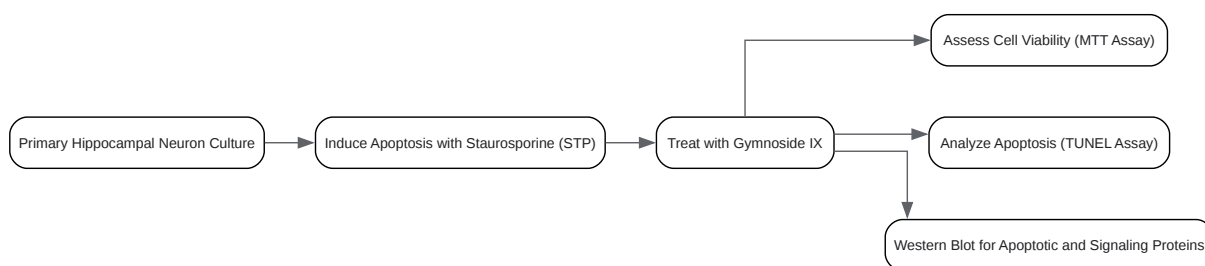 Primary Hippocampal Neuron Culture
Induce Apoptosis with Staurosporine (STP)
Treat with Gymnoside IX
Assess Cell Viability (MTT Assay)
Analyze Apoptosis (TUNEL Assay)
Western Blot for Apoptotic and Signaling Proteins